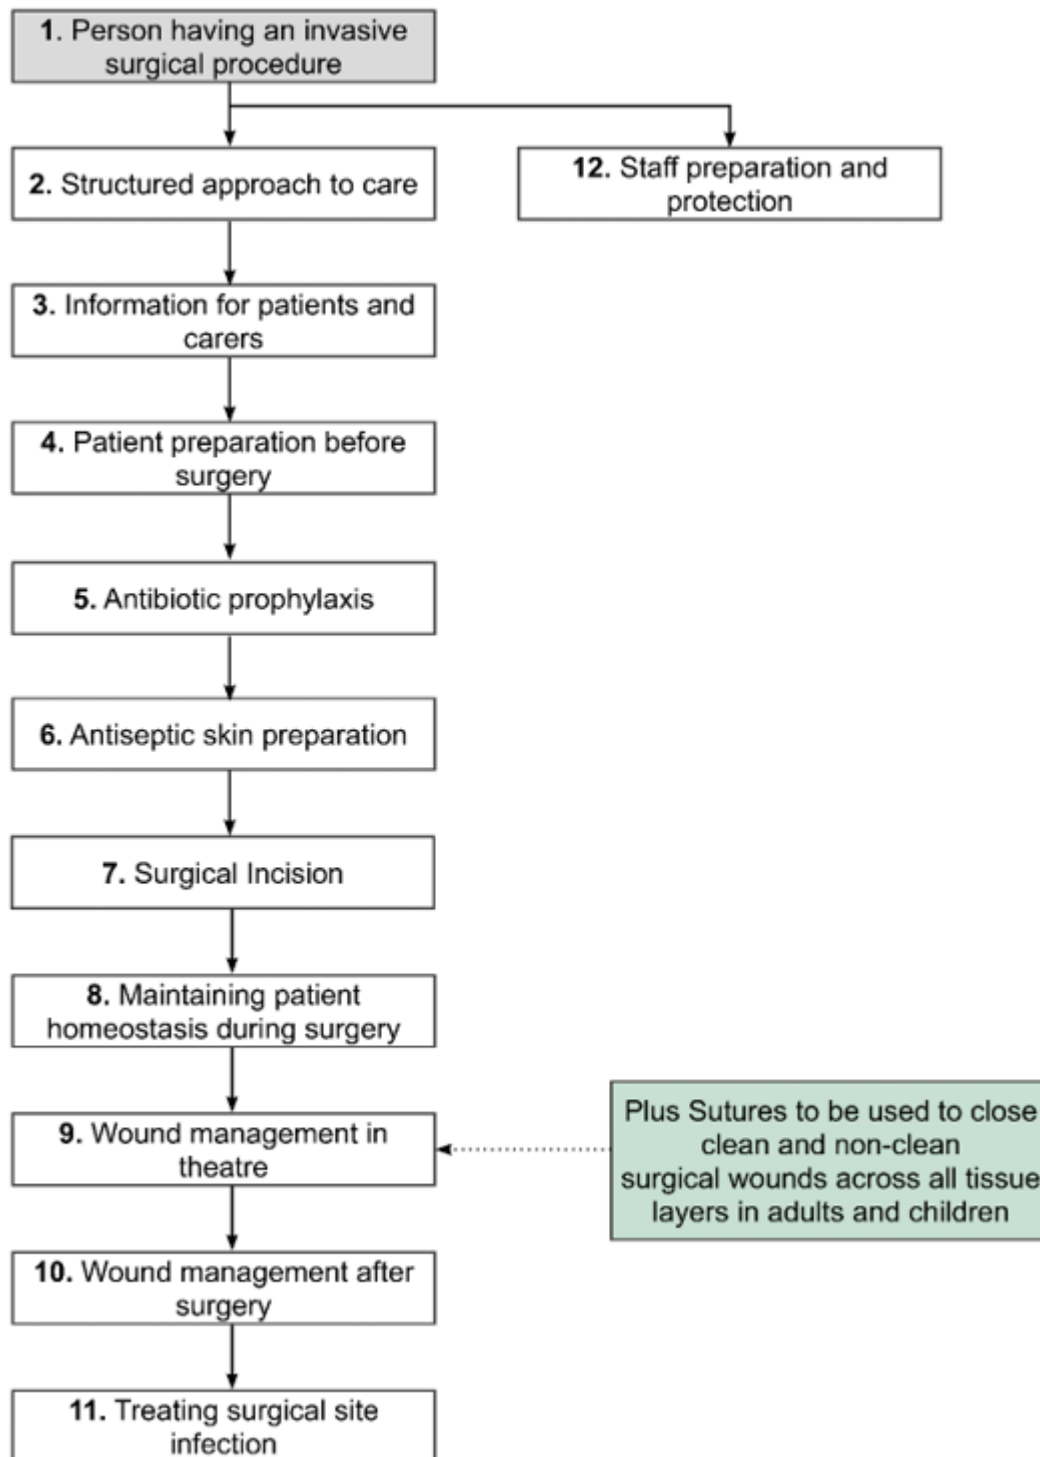 1. Person having an invasive
surgical procedure
2. Structured approach to care
12. Staff preparation and
protection
3. Information for patients and
carers
4. Patient preparation before
surgery
5. Antibiotic prophylaxis
6. Antiseptic skin preparation
7. Surgical Incision
8. Maintaining patient
homeostasis during surgery
9. Wound management in
theatre
Plus Sutures to be used to close
clean and non-clean
surgical wounds across all tissue
layers in adults and children
10. Wound management after
surgery
11. Treating surgical site
infection